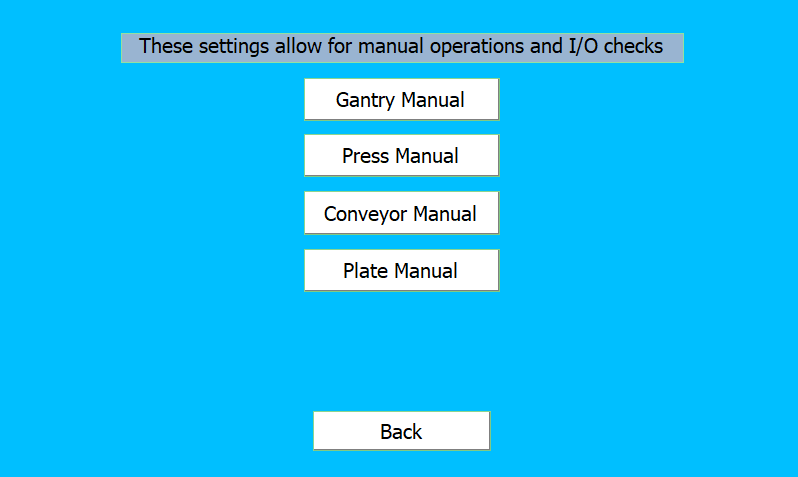 These settings allow for manual operations and I/O checks
Gantry Manual
Press Manual
Conveyor Manual
Plate Manual
Back